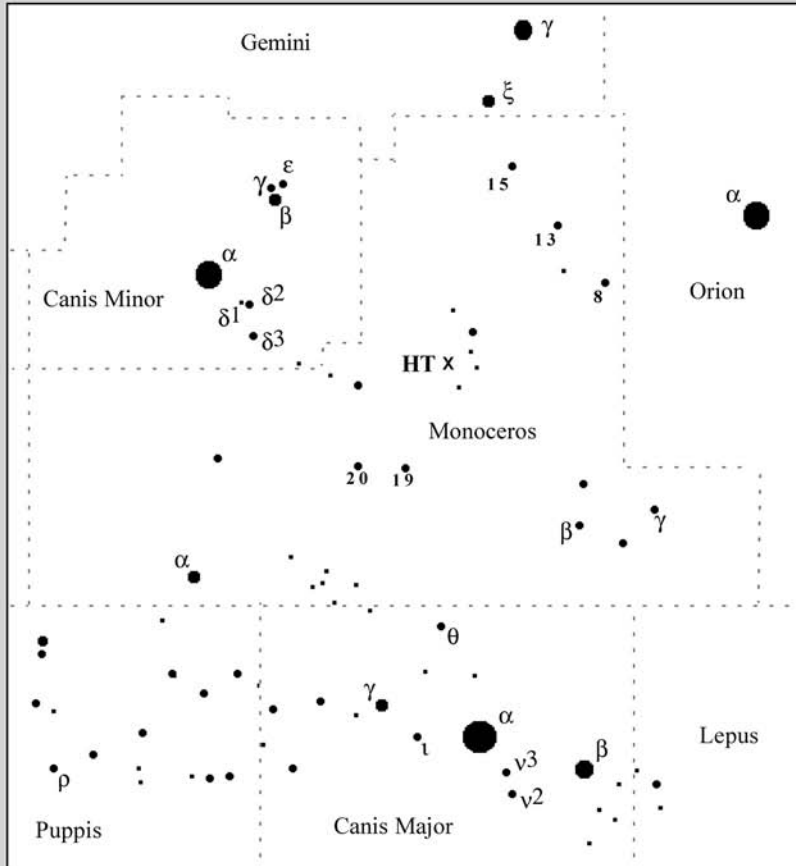 Gemini
γ
ξ
15
ε
γ
β
α
13
α
8
Orion
Canis Minor
δ2
δ1
δ3
HT x
Monoceros
20
19
β
γ
α
θ
γ
α
ι
ν3
β
Lepus
ν2
ρ
Puppis
Canis Major